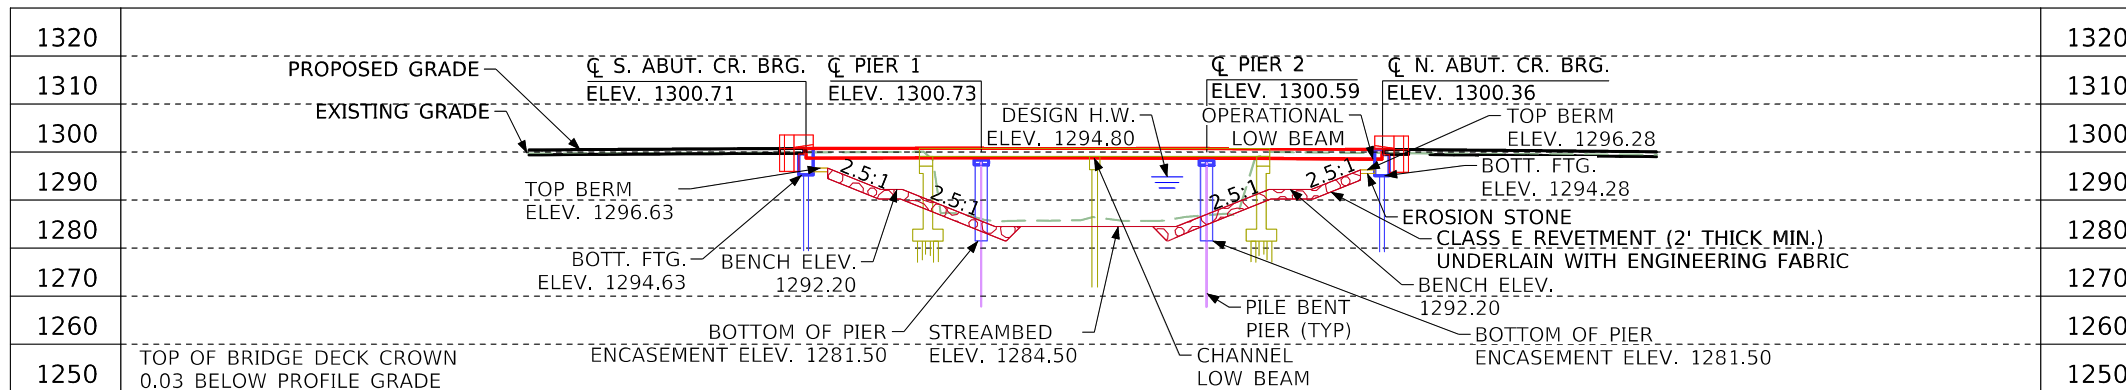 1320
1320
PROPOSED GRADE
℄ S. ABUT. CR. BRG.
ELEV. 1300.71
℄ PIER 1
ELEV. 1300.73
℄ PIER 2
ELEV. 1300.59
℄ N. ABUT. CR. BRG.
ELEV. 1300.36
1310
1310
EXISTING GRADE
DESIGN H.W.
ELEV. 1294.80
OPERATIONAL
LOW BEAM
TOP BERM
ELEV. 1296.28
1300
1300
2.5:1
2.5:1
2.5:1
2.5:1
BOTT. FTG.
ELEV. 1294.28
1290
1290
TOP BERM
ELEV. 1296.63
EROSION STONE
CLASS E REVETMENT (2' THICK MIN.)
UNDERLAIN WITH ENGINEERING FABRIC
1280
1280
BOTT. FTG.
ELEV. 1294.63
BENCH ELEV.
1292.20
BENCH ELEV.
1292.20
1270
1270
PILE BENT
PIER (TYP)
1260
1260
BOTTOM OF PIER
ENCASEMENT ELEV. 1281.50
STREAMBED
ELEV. 1284.50
CHANNEL
LOW BEAM
BOTTOM OF PIER
ENCASEMENT ELEV. 1281.50
1250
1250
TOP OF BRIDGE DECK CROWN
0.03 BELOW PROFILE GRADE